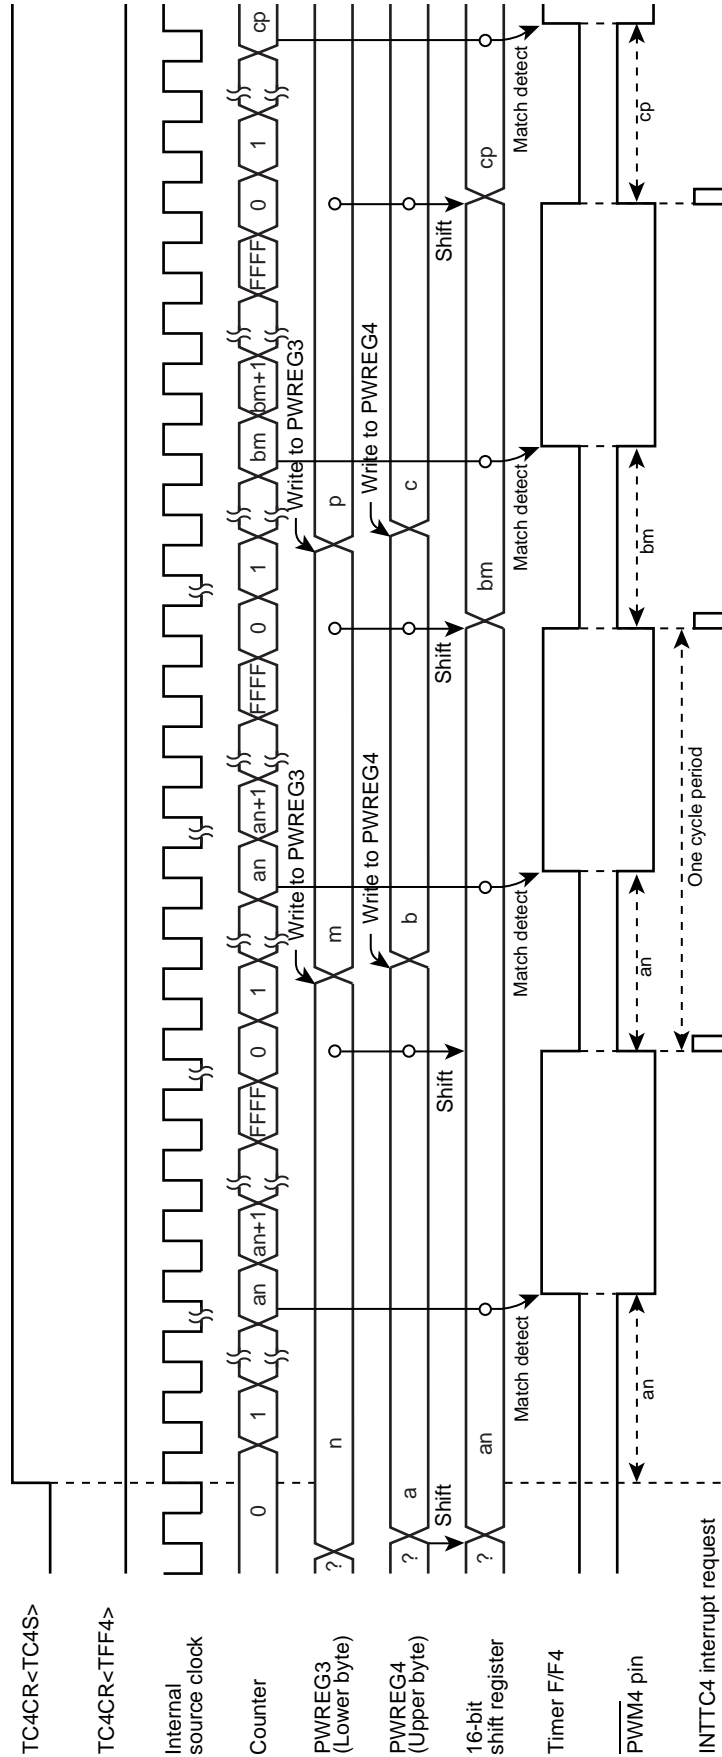 TC4CR<TC4S>
TC4CR<TFF4>
Internal
source clock
Counter
0 1 an an+1 FFFF 0 1 an an+1 FFFF 0 1 bm bm+1 FFFF 0 1 cp
Write to PWREG3
Write to PWREG3
PWREG3
(Lower byte)
? n m p
Write to PWREG4
Write to PWREG4
PWREG4
(Upper byte)
? a b c
Shift
Shift
Shift
Shift
16-bit
shift register
? an bm cp
Match detect
Match detect
Match detect
Match detect
Timer F/F4
PWM4 pin
an an bm cp
One cycle period
INTTC4 interrupt request